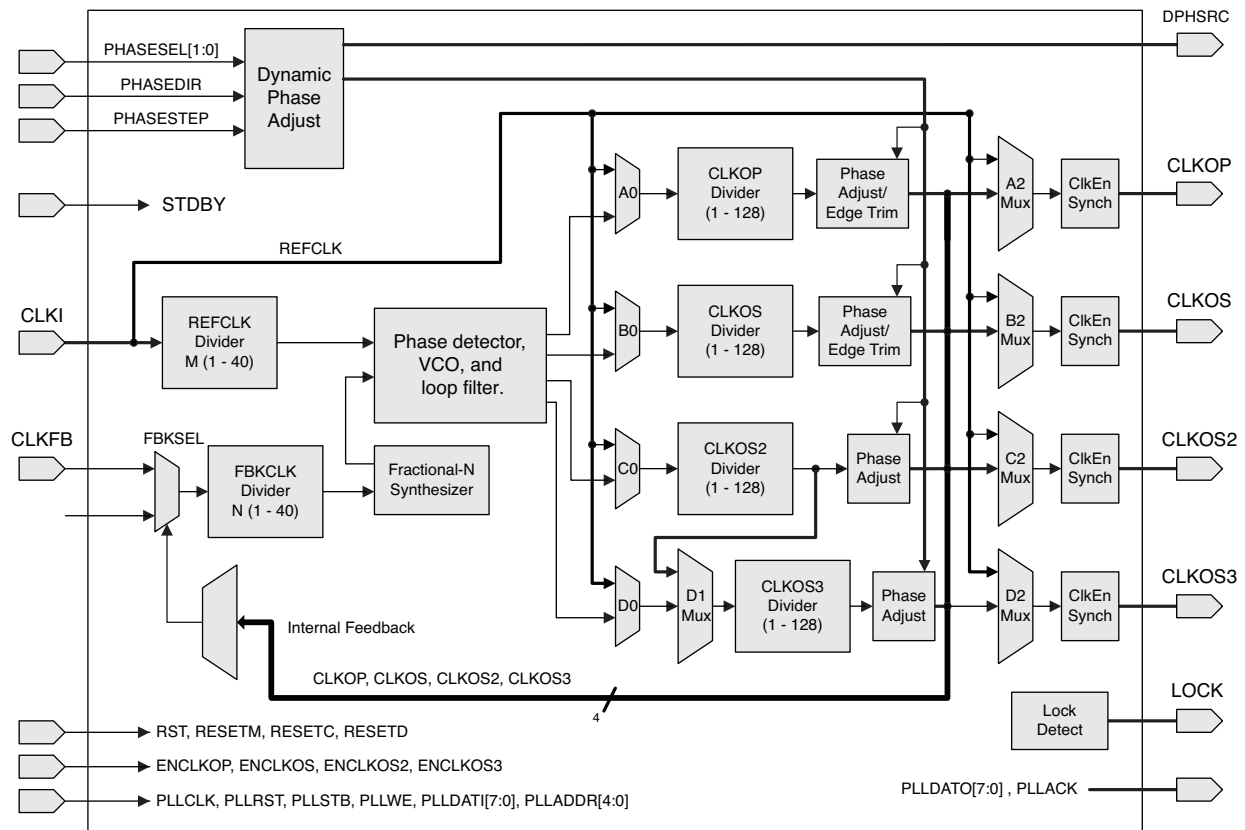 DPHSRC
PHASESEL[1:0]
PHASEDIR
PHASESTEP
Dynamic
Phase
Adjust
STDBY
REFCLK
CLKI
REFCLK
Divider
M (1 - 40)
Phase detector,
VCO, and
loop filter.
CLKFB
FBKSEL
FBKCLK
Divider
N (1 - 40)
Fractional-N
Synthesizer
A0
CLKOP
Divider
(1 - 128)
Phase
Adjust/
Edge Trim
A2
Mux
ClkEn
Synch
CLKOP
B0
CLKOS
Divider
(1 - 128)
Phase
Adjust/
Edge Trim
B2
Mux
ClkEn
Synch
CLKOS
C0
CLKOS2
Divider
(1 - 128)
Phase
Adjust
C2
Mux
ClkEn
Synch
CLKOS2
D0
D1
Mux
CLKOS3
Divider
(1 - 128)
Phase
Adjust
D2
Mux
ClkEn
Synch
CLKOS3
Internal Feedback
CLKOP, CLKOS, CLKOS2, CLKOS3
4
Lock
Detect
LOCK
RST, RESETM, RESETC, RESETD
ENCLKOP, ENCLKOS, ENCLKOS2, ENCLKOS3
PLLCLK, PLLRST, PLLSTB, PLLWE, PLLDATI[7:0], PLLADDR[4:0]
PLLDATO[7:0] , PLLACK